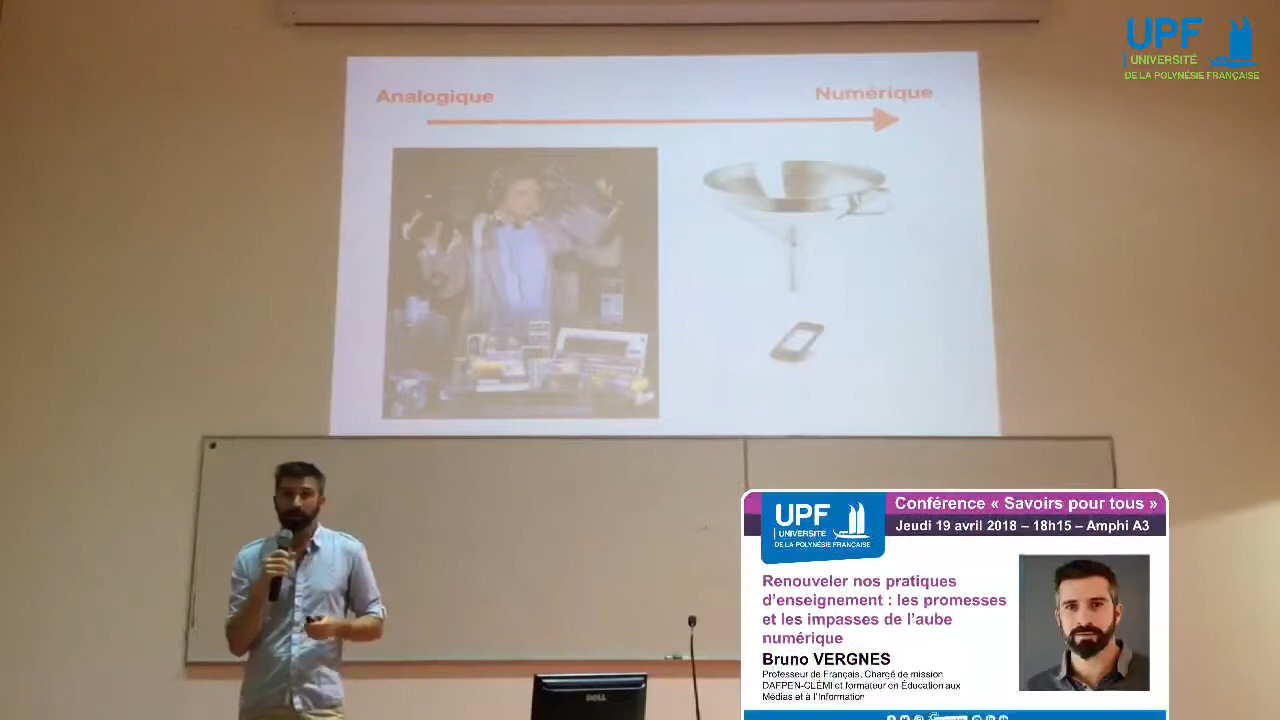 UPF
UNIVERSITÉ
DE LA POLYNÉSIE FRANÇAISE
Analogique
Numérique
DELL
UPF
UNIVERSITÉ
DE LA POLYNÉSIE FRANÇAISE
Conférence « Savoirs pour tous »
Jeudi 19 avril 2018 – 18h15 – Amphi A3
Renouveler nos pratiques
d’enseignement : les promesses
et les impasses de l’aube
numérique
Bruno VERGNES
Professeur de Français, Chargé de mission
DAFPEN-CLÉMI et formateur en Éducation aux
Médias et à l’Information